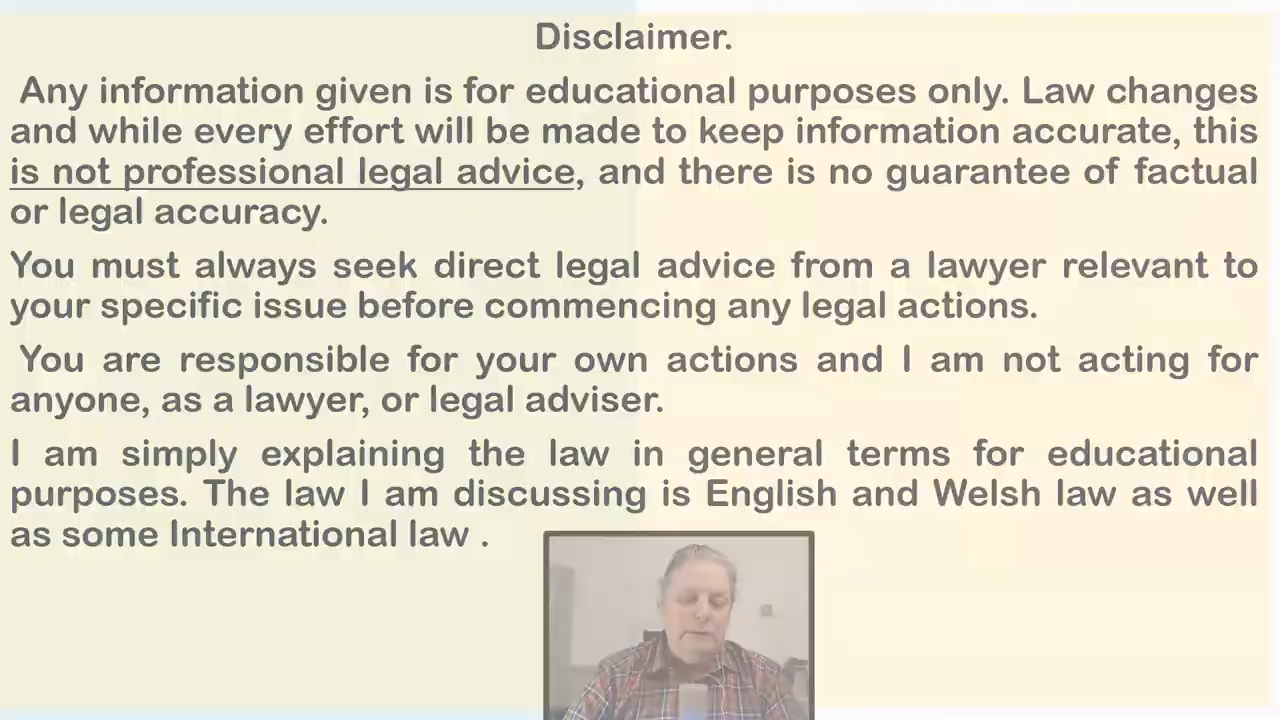 Disclaimer.
Any information given is for educational purposes only. Law changes
and while every effort will be made to keep information accurate, this
is not professional legal advice, and there is no guarantee of factual
or legal accuracy.
You must always seek direct legal advice from a lawyer relevant to
your specific issue before commencing any legal actions.
You are responsible for your own actions and I am not acting for
anyone, as a lawyer, or legal adviser.
I am simply explaining the law in general terms for educational
purposes. The law I am discussing is English and Welsh law as well
as some International law .